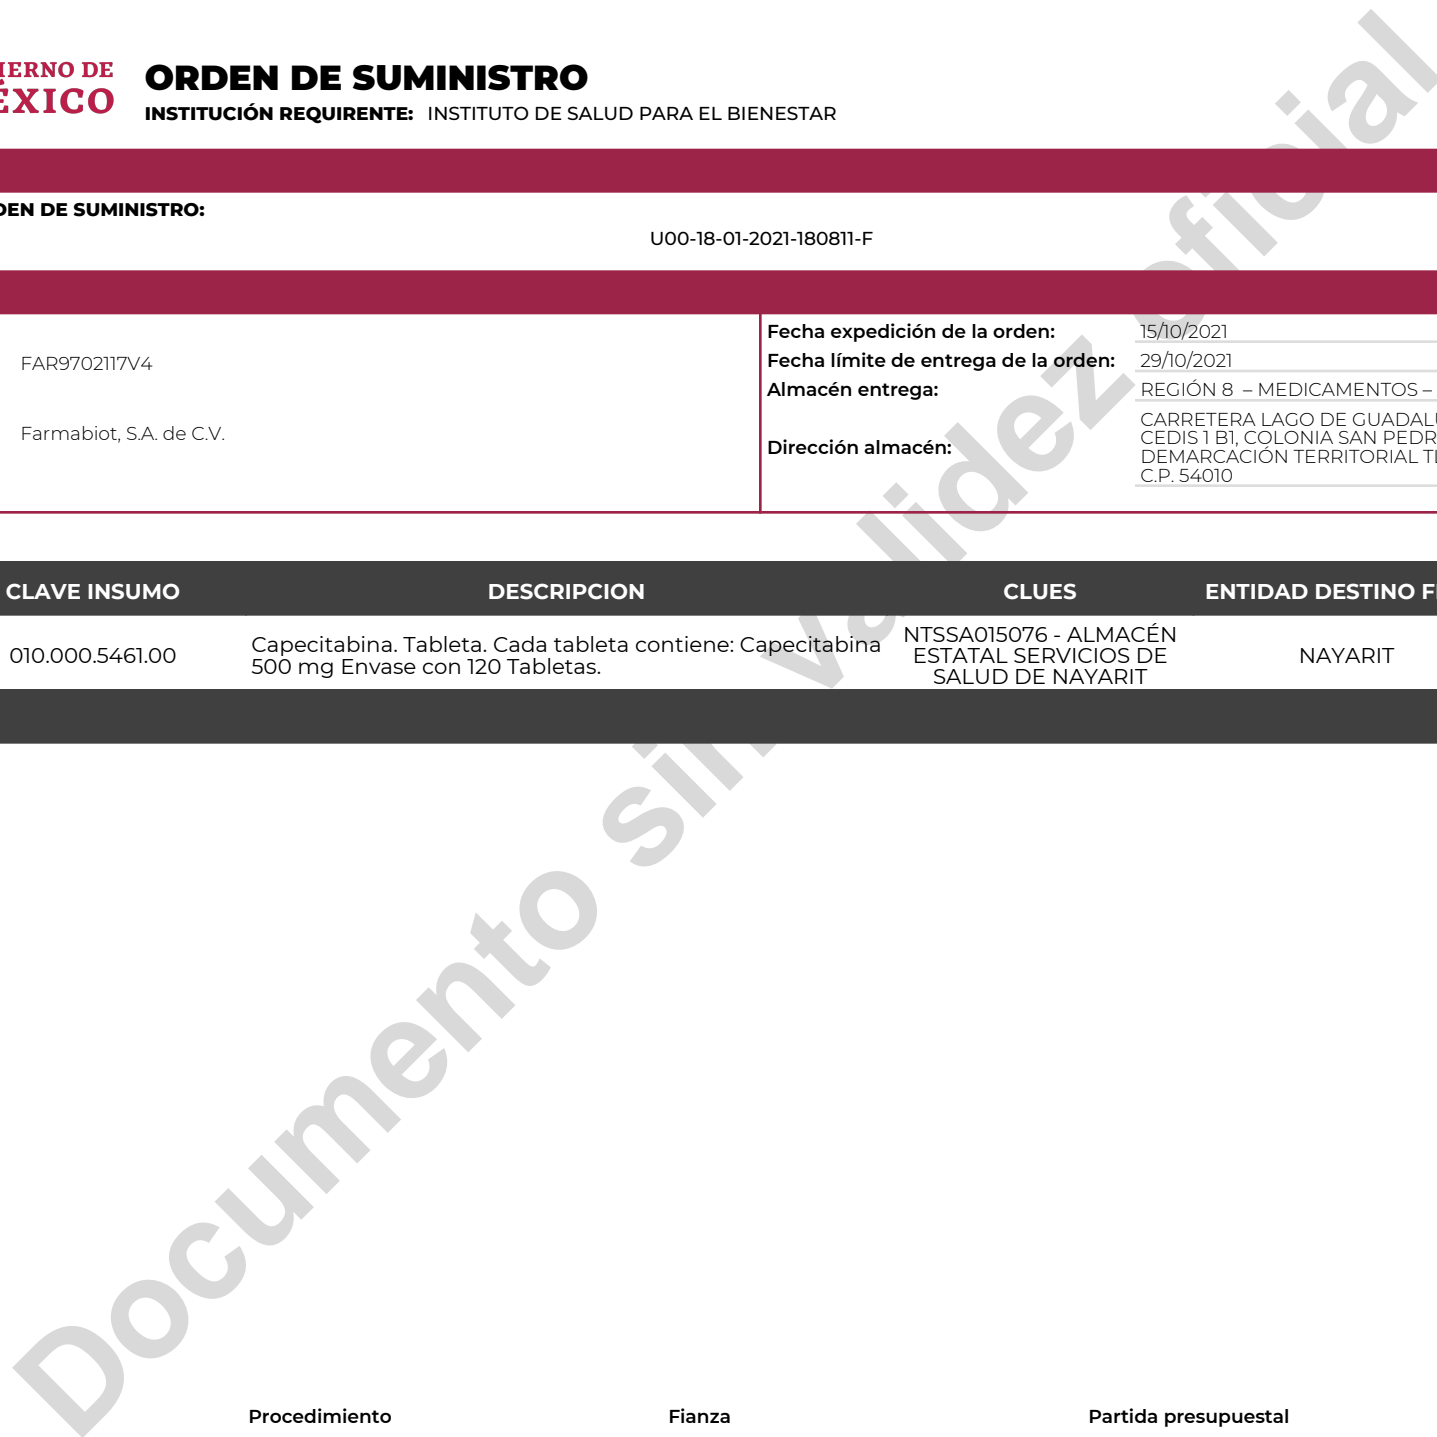 IERNO DE
ÉXICO
ORDEN DE SUMINISTRO
INSTITUCIÓN REQUIRENTE: INSTITUTO DE SALUD PARA EL BIENESTAR
DEN DE SUMINISTRO:
U00-18-01-2021-180811-F
FAR9702117V4
Farmabiot, S.A. de C.V.
Fecha expedición de la orden: 15/10/2021
Fecha límite de entrega de la orden: 29/10/2021
Almacén entrega: REGIÓN 8 – MEDICAMENTOS –
Dirección almacén:
CARRETERA LAGO DE GUADALU
CEDIS 1 B1, COLONIA SAN PEDR
DEMARCACIÓN TERRITORIAL TL
C.P. 54010
CLAVE INSUMO DESCRIPCION CLUES ENTIDAD DESTINO FI
010.000.5461.00
Capecitabina. Tableta. Cada tableta contiene: Capecitabina
500 mg Envase con 120 Tabletas.
NTSSA015076 - ALMACÉN
ESTATAL SERVICIOS DE
SALUD DE NAYARIT
NAYARIT
Documento sin validez oficial
Procedimiento Fianza Partida presupuestal